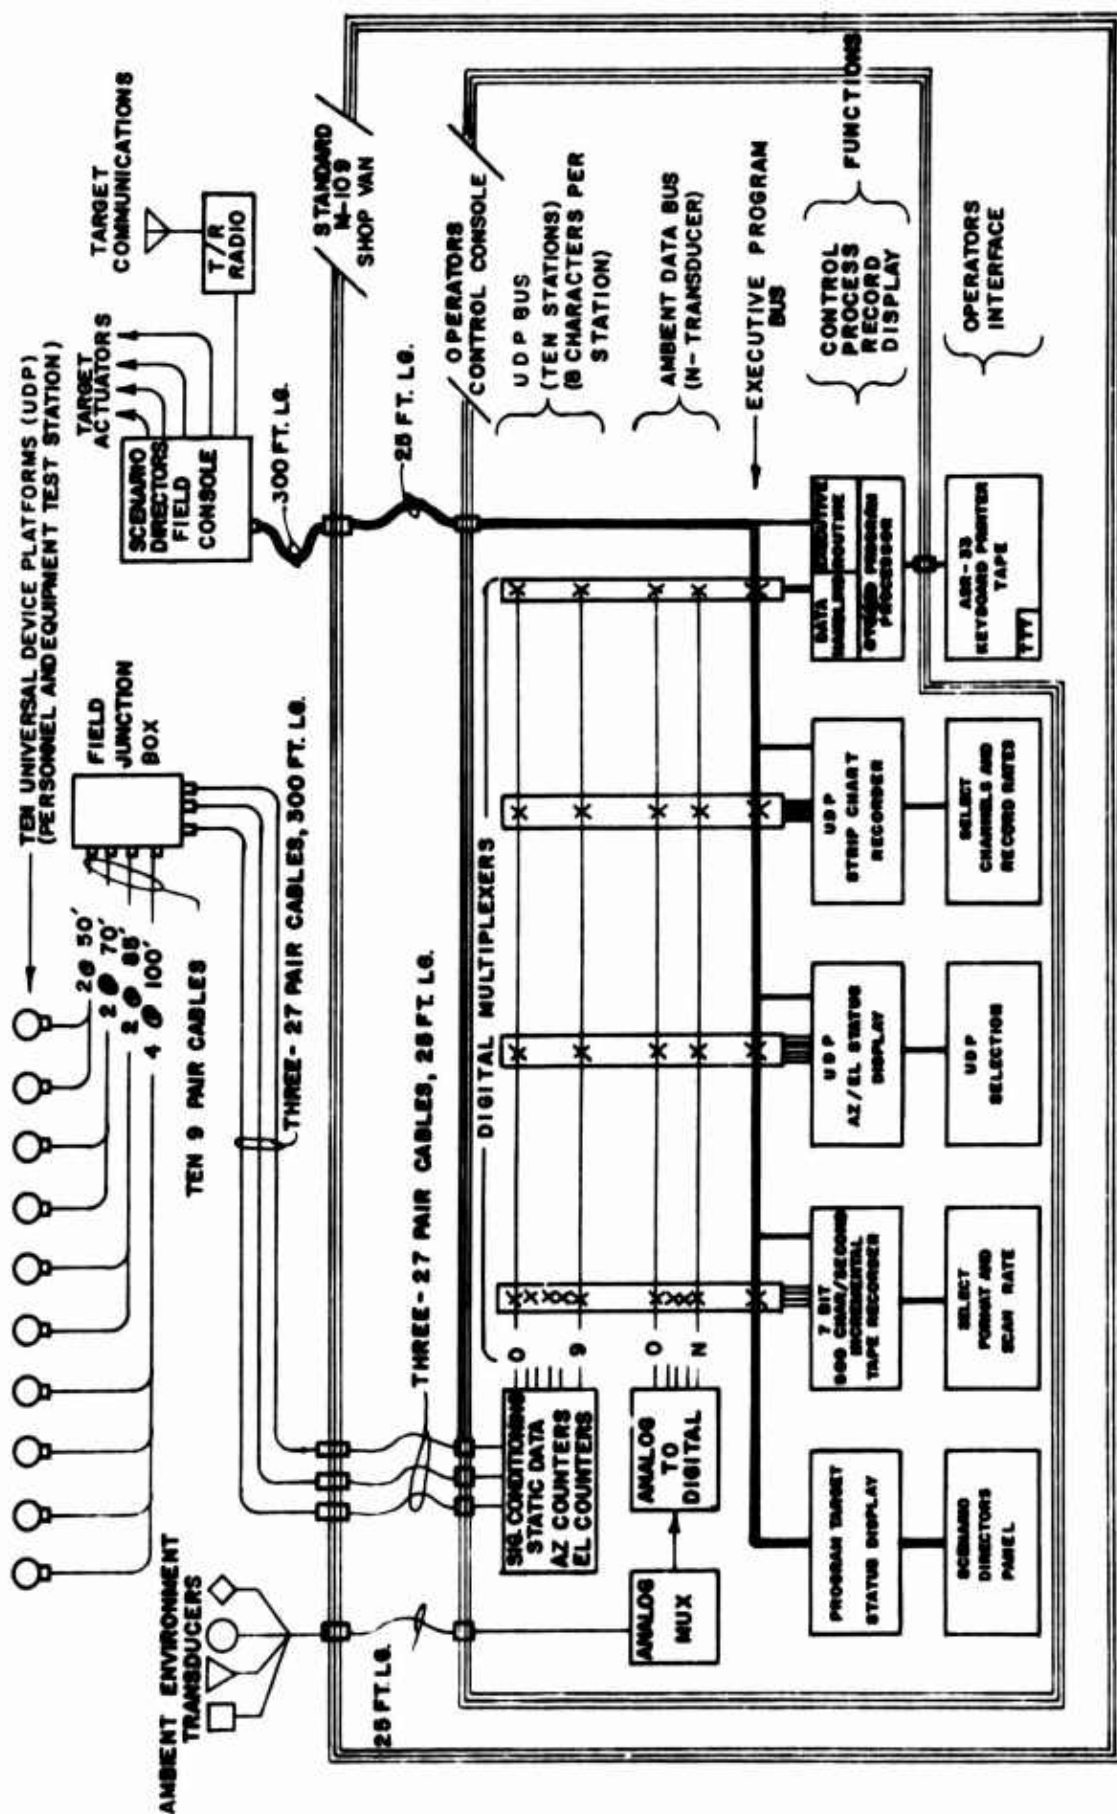 TEN UNIVERSAL DEVICE PLATFORMS (UDP)
(PERSONNEL AND EQUIPMENT TEST STATION)
AMBIENT ENVIRONMENT
TRANSDUCERS
2 @ 50'
2 @ 70'
2 @ 85'
4 @ 100'
TEN 9 PAIR CABLES
FIELD
JUNCTION
BOX
THREE-27 PAIR CABLES, 300 FT. LG.
TARGET
ACTUATORS
SCENARIO
DIRECTORS
FIELD
CONSOLE
TARGET
COMMUNICATIONS
T/R
RADIO
300 FT. LG.
STANDARD
M-109
SHOP VAN
25 FT. LG.
THREE-27 PAIR CABLES, 25 FT. LG.
25 FT. LG.
OPERATORS
CONTROL CONSOLE
SIG. CONDITIONING
STATIC DATA
AZ COUNTERS
EL COUNTERS
0
9
DIGITAL MULTIPLEXERS
UDP BUS
(TEN STATIONS)
(8 CHARACTERS PER
STATION)
ANALOG
MUX
ANALOG
TO
DIGITAL
0
N
AMBIENT DATA BUS
(N-TRANSDUCER)
EXECUTIVE PROGRAM
BUS
PROGRAM TARGET
STATUS DISPLAY
7 BIT
CHAR/SECOND
INCREMENTAL
TAPE RECORDER
UDP
AZ/EL STATUS
DISPLAY
UDP
STRIP CHART
RECORDER
DATA
HANDLING
EXECUTIVE
ROUTINE
STORED PROGRAM
PROCESSOR
CONTROL
PROCESS
RECORD
DISPLAY
FUNCTIONS
SCENARIO
DIRECTORS
PANEL
SELECT
FORMAT AND
SCAN RATE
UDP
SELECTION
SELECT
CHANNELS AND
RECORD RATES
ASR-33
KEYBOARD PRINTER
TAPE
TTY
OPERATORS
INTERFACE